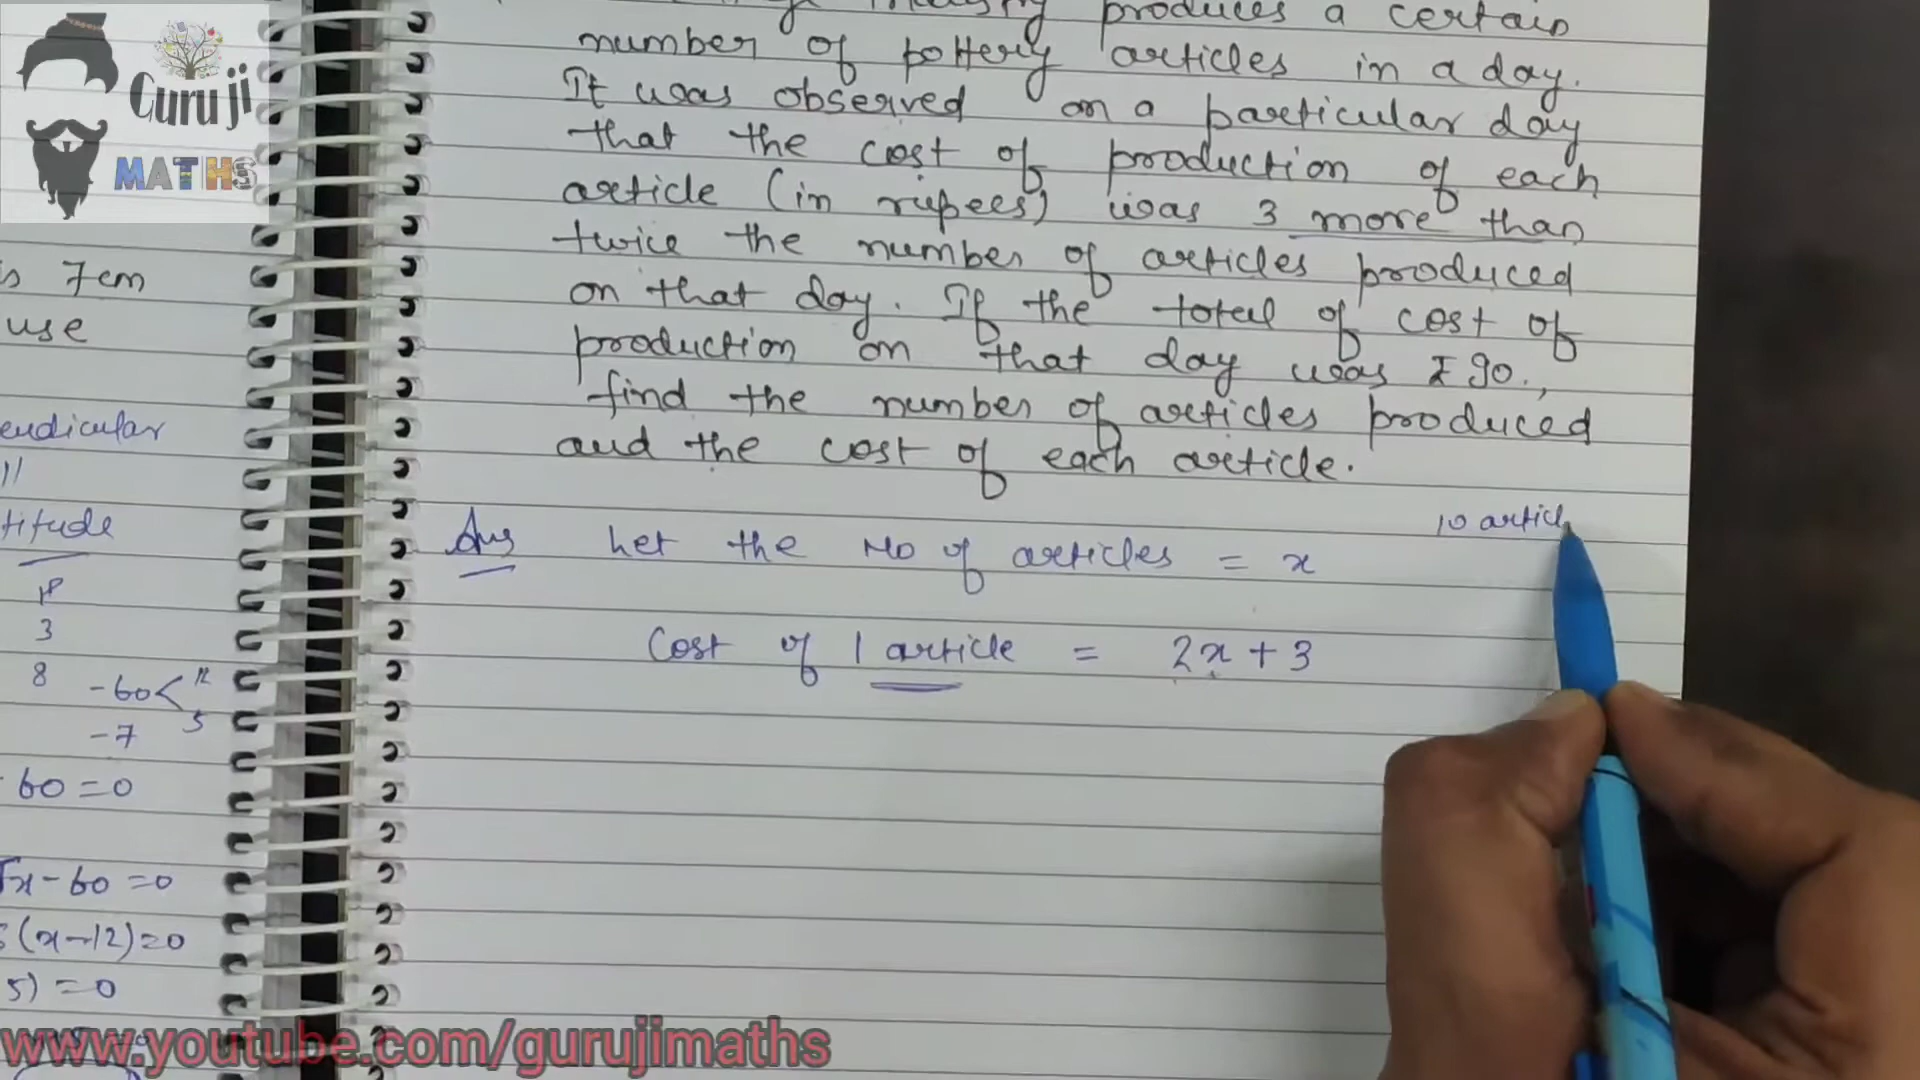 produces a certain
number of pottery articles in a day.
It was observed on a particular day
that the cost of production of each
article (in rupees) was 3 more than
twice the number of articles produced
on that day. If the total of cost of
production on that day was ₹ 90.,
find the number of articles produced
and the cost of each article.
10 articl
Ans Let the No of articles = x
Cost of 1 article = 2x + 3
Guru ji
MATHS
7cm
use
endicular
titude
3
8 -60 < 12
5
-7
60 = 0
x - 60 = 0
(x-12) = 0
5) = 0
www.youtube.com/gurujimaths